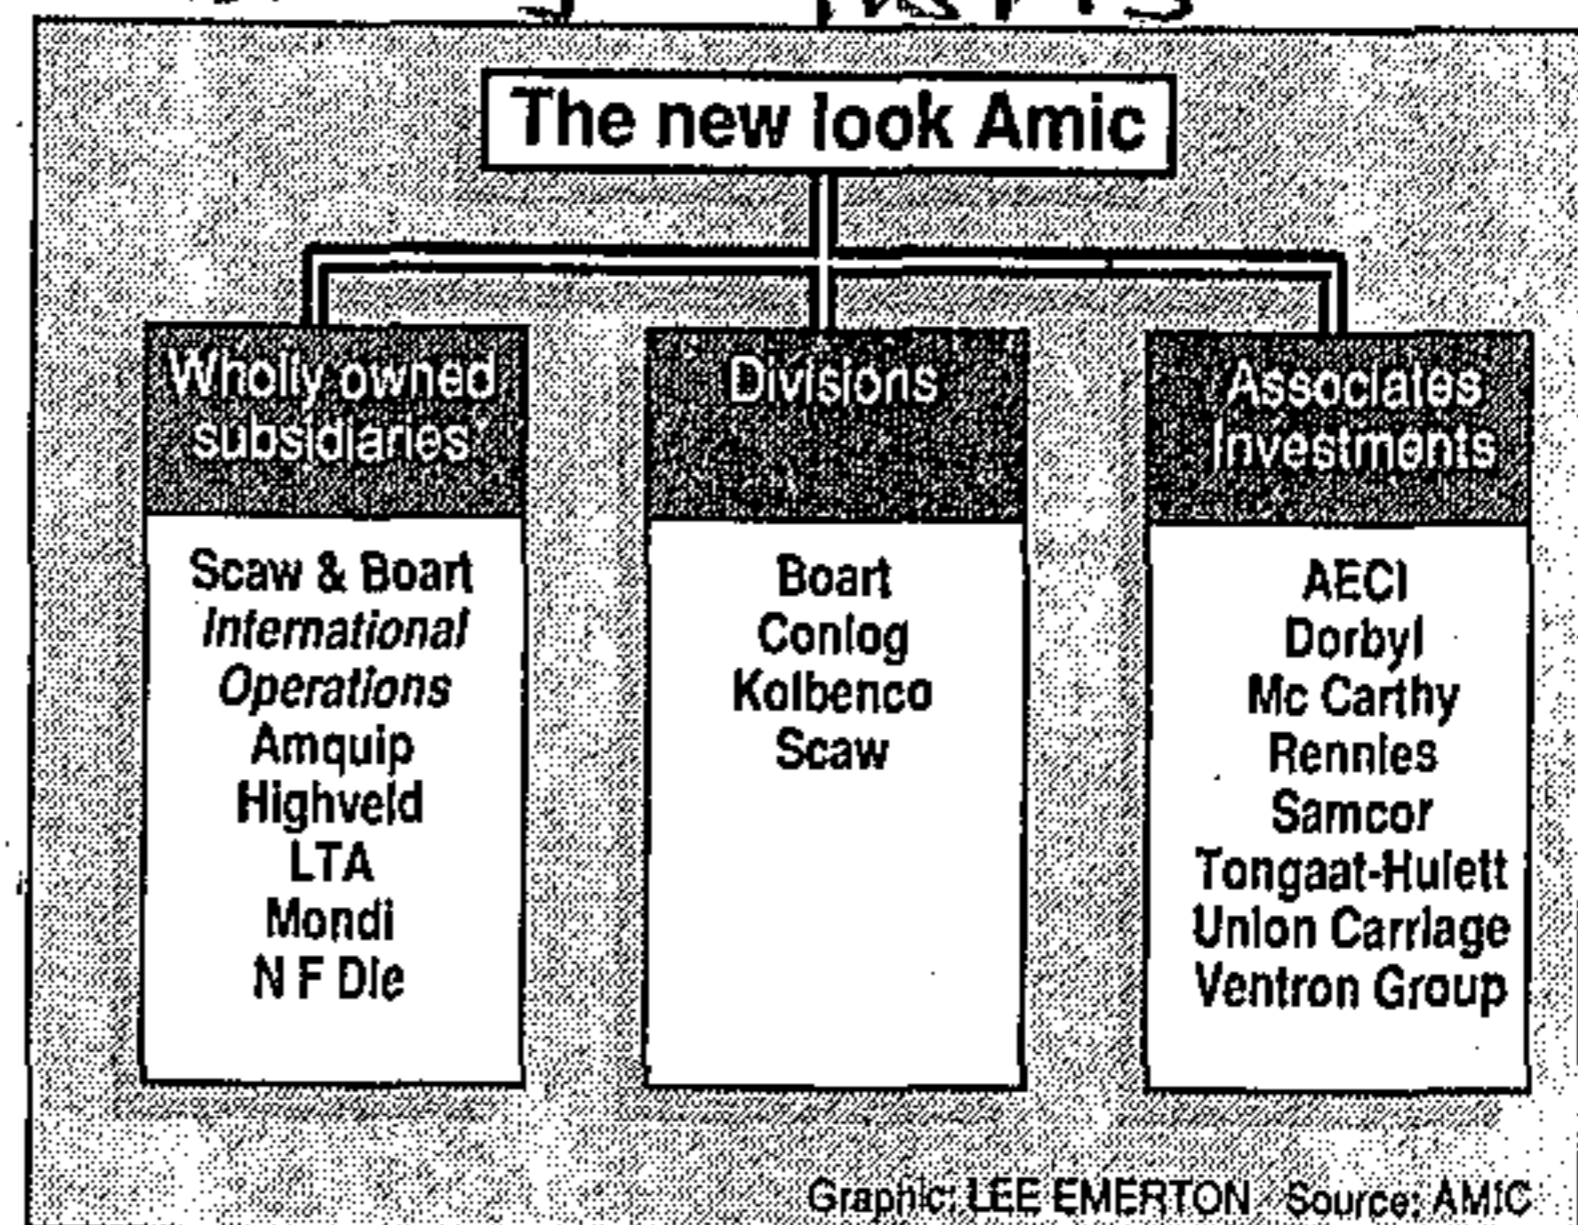 The new look Amic
Wholly owned
subsidiaries
Scaw & Boart
International
Operations
Amquip
Highveld
LTA
Mondi
N F Die
Divisions
Boart
Conlog
Kolbenco
Scaw
Associates
Investments
AECI
Dorbyl
Mc Carthy
Rennies
Samcor
Tongaat-Hulett
Union Carriage
Ventron Group
Graphic: LEE EMERTON Source: AMIC